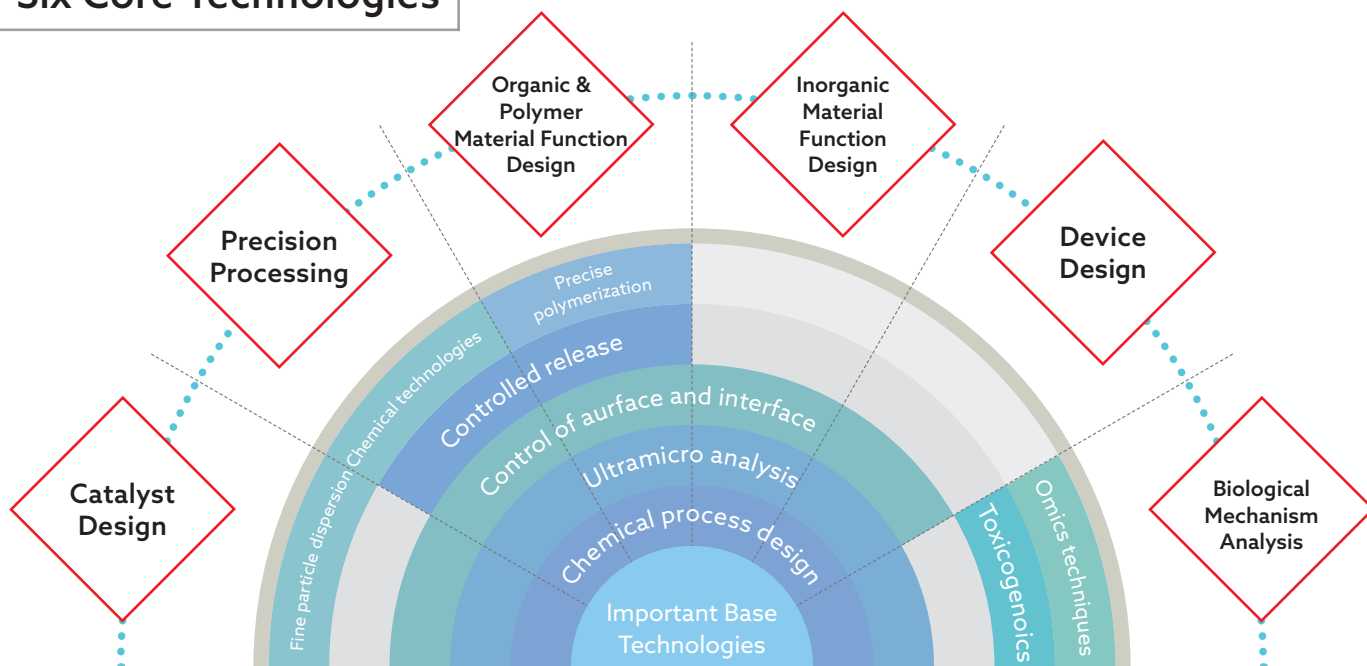 Six Core Technologies
Organic &
Polymer
Material Function
Design
Inorganic
Material
Function
Design
Precision
Processing
Device
Design
Catalyst
Design
Biological
Mechanism
Analysis
Precise
polymerization
Fine particle dispersion·Chemical technologies
Controlled release
Control of aurface and interface
Ultramicro analysis
Chemical process design
Toxicogenoics
Omics techniques
Important Base
Technologies